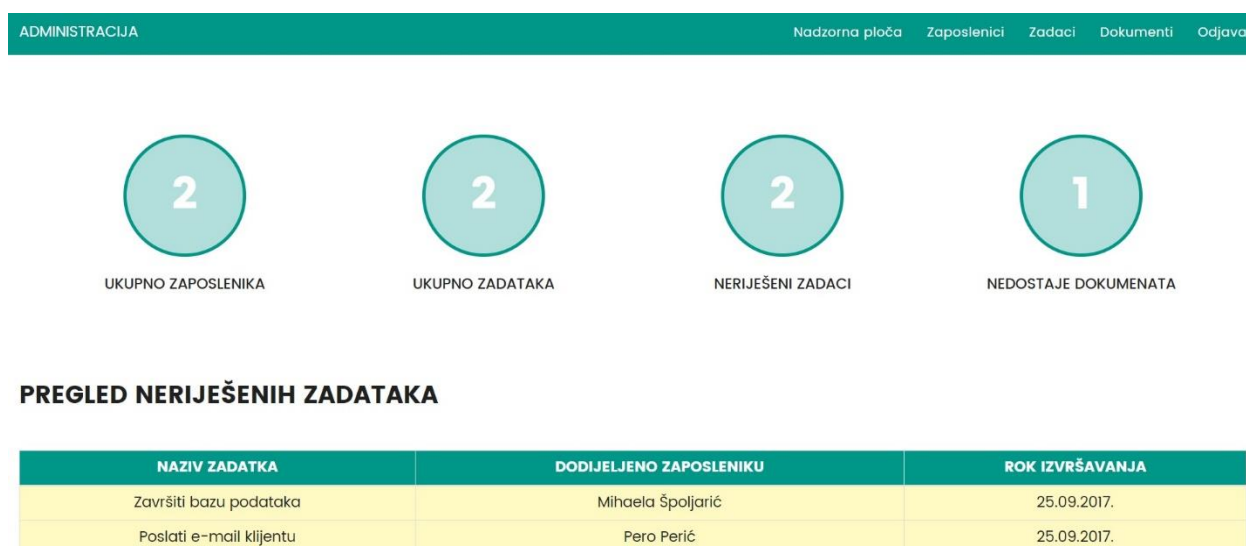 ADMINISTRACIJA Nadzorna ploča Zaposlenici Zadaci Dokumenti Odjava
2 2 2 1
UKUPNO ZAPOSLENIKA UKUPNO ZADATAKA NERIJEŠENI ZADACI NEDOSTAJE DOKUMENATA
PREGLED NERIJEŠENIH ZADATAKA
NAZIV ZADATKA DODIJELJENO ZAPOSLENIKU ROK IZVRŠAVANJA
Završiti bazu podataka Mihaela Špoljarić 25.09.2017.
Poslati e-mail klijentu Pero Perić 25.09.2017.